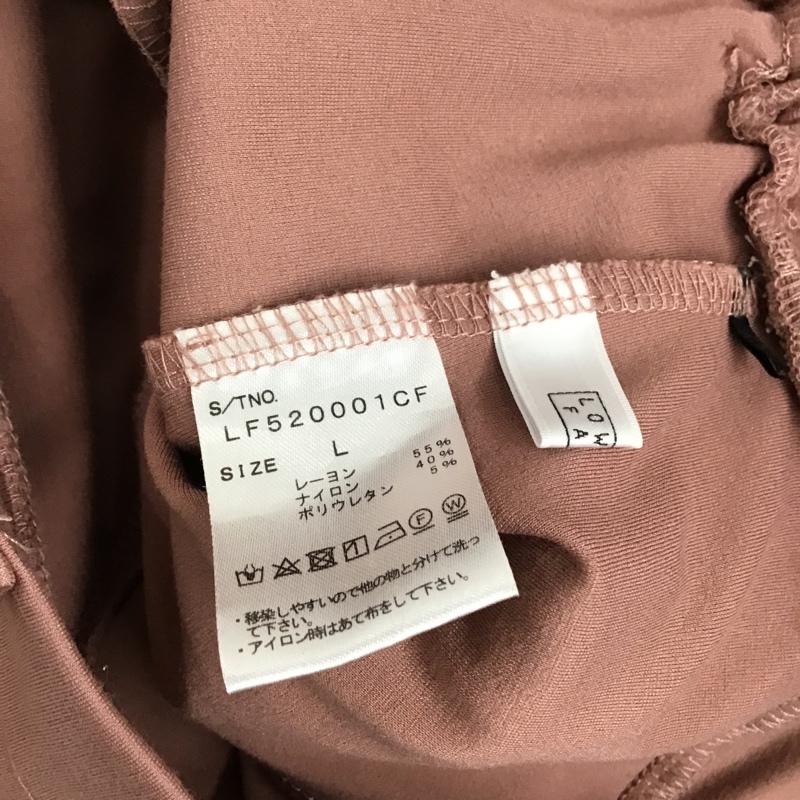 S/TNO.
LF520001CF
SIZE L
レーヨン 55%
ナイロン 40%
ポリウレタン 5%
F W
・移染しやすいので他の物と分けて洗っ
て下さい。
・アイロン時はあて布をして下さい。
LOW
F A